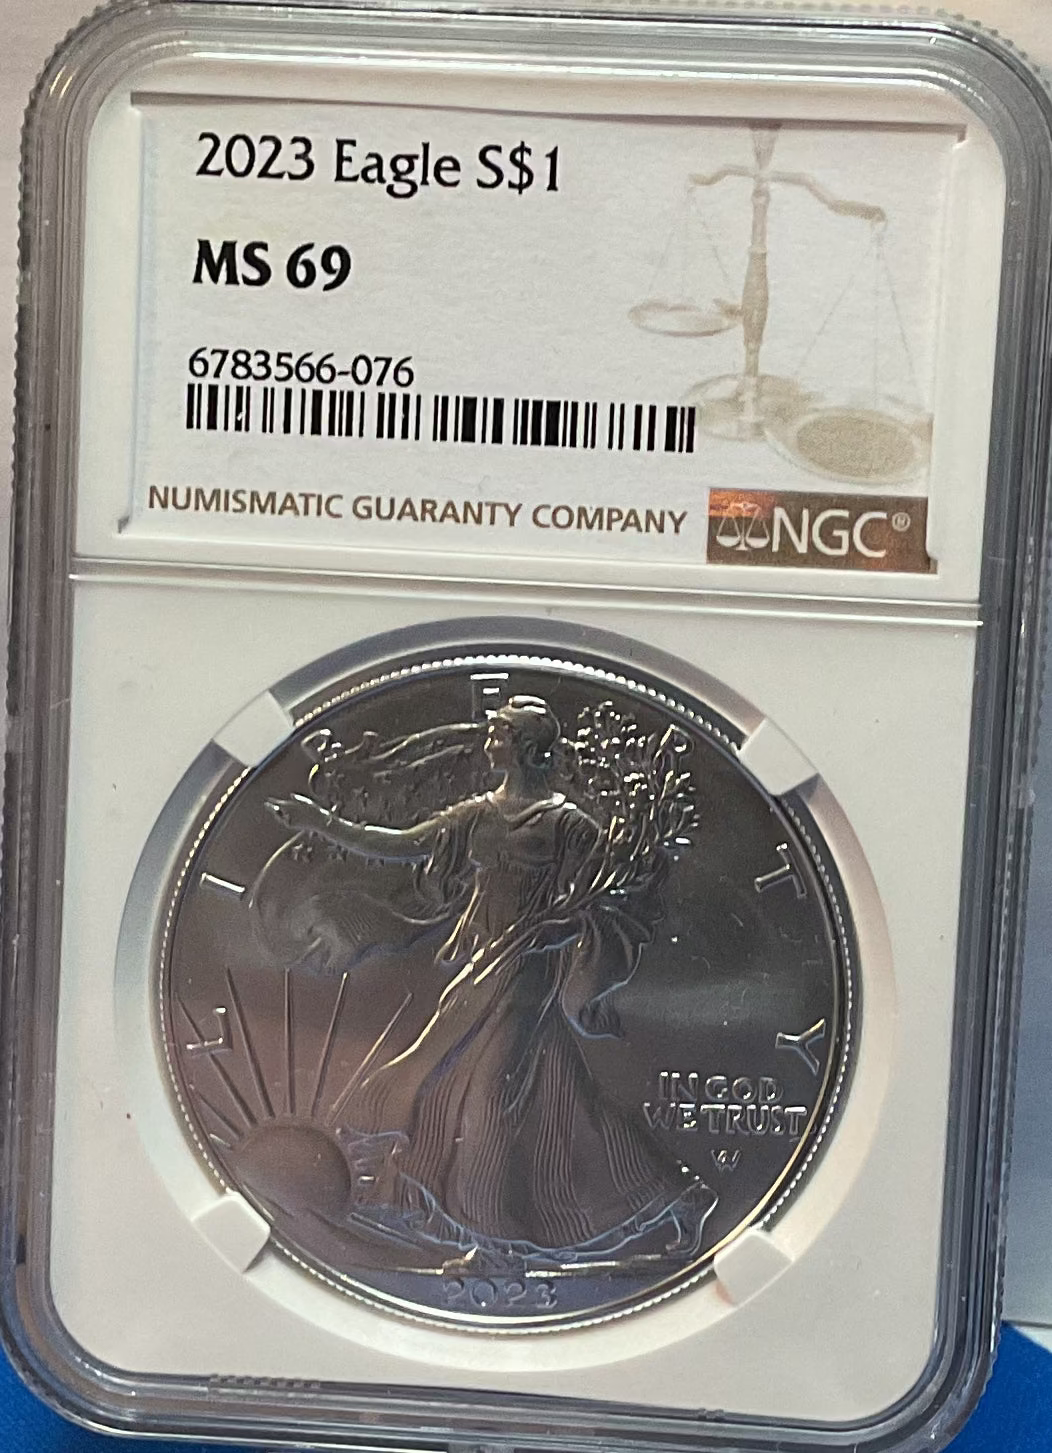 2023 Eagle S$1
MS 69
6783566-076
NUMISMATIC GUARANTY COMPANY
NGC®
LIBERTY
IN GOD
WE TRUST
W
2023